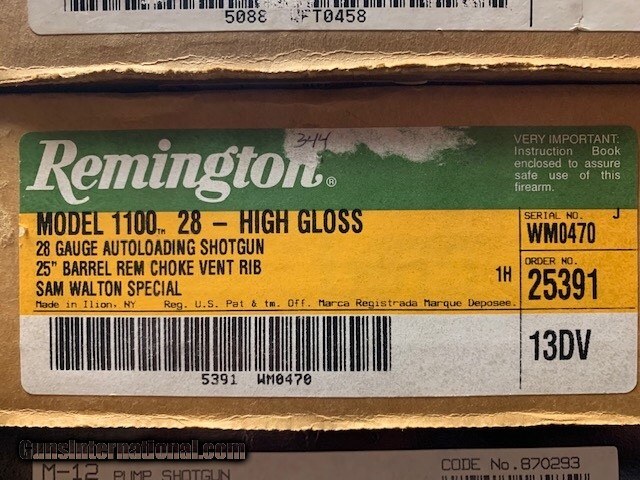 5088 FT0458
344
Remington®
VERY IMPORTANT:
Instruction Book
enclosed to assure
safe use of this
firearm.
MODEL 1100™ 28 - HIGH GLOSS
28 GAUGE AUTOLOADING SHOTGUN
25" BARREL REM CHOKE VENT RIB
SAM WALTON SPECIAL
1H
Made in Ilion, NY Reg. U.S. Pat & tm. Off. Marca Registrada Marque Deposee.
SERIAL NO. J
WM0470
ORDER NO.
25391
13DV
5391 WM0470
GunsInternational.com
M-12 PUMP SHOTGUN
CODE No.870293